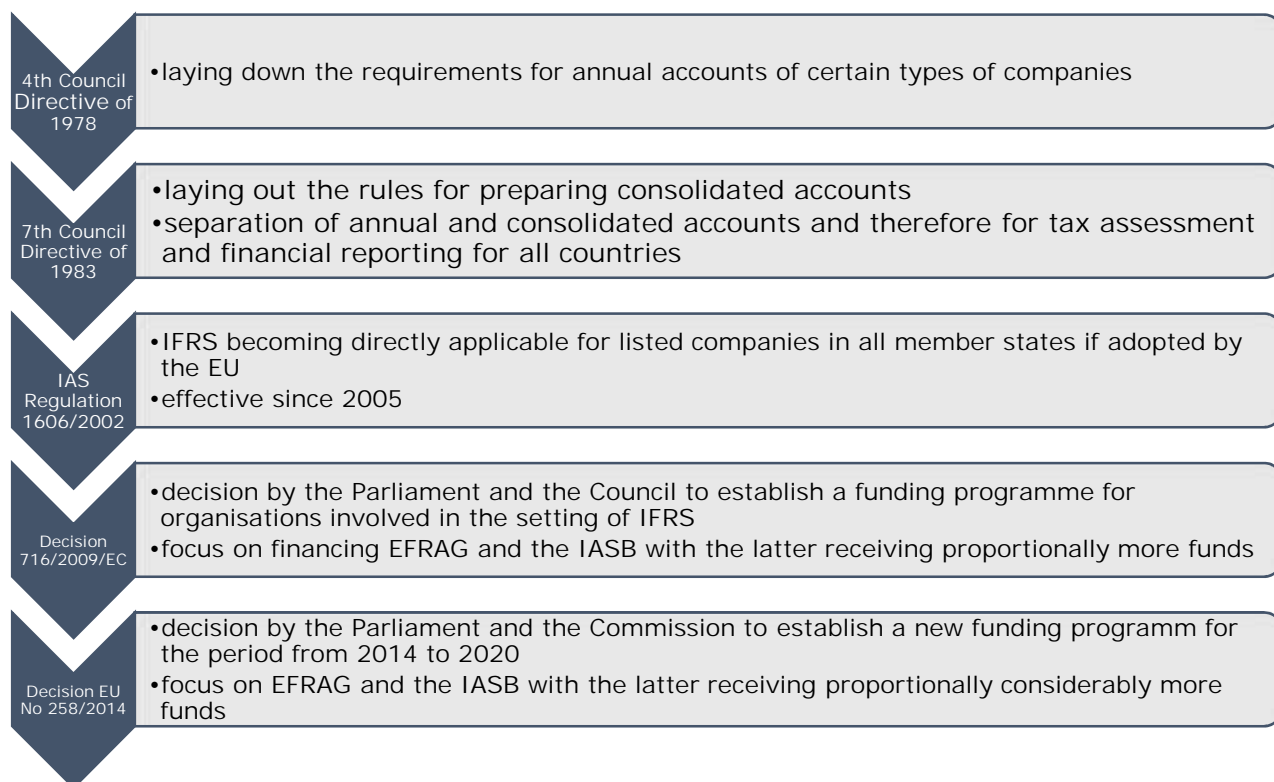 4th Council
Directive of
1978
•laying down the requirements for annual accounts of certain types of companies
7th Council
Directive of
1983
•laying out the rules for preparing consolidated accounts
•separation of annual and consolidated accounts and therefore for tax assessment
and financial reporting for all countries
IAS
Regulation
1606/2002
•IFRS becoming directly applicable for listed companies in all member states if adopted by
the EU
•effective since 2005
Decision
716/2009/EC
•decision by the Parliament and the Council to establish a funding programme for
organisations involved in the setting of IFRS
•focus on financing EFRAG and the IASB with the latter receiving proportionally more funds
Decision EU
No 258/2014
•decision by the Parliament and the Commission to establish a new funding programm for
the period from 2014 to 2020
•focus on EFRAG and the IASB with the latter receiving proportionally considerably more
funds